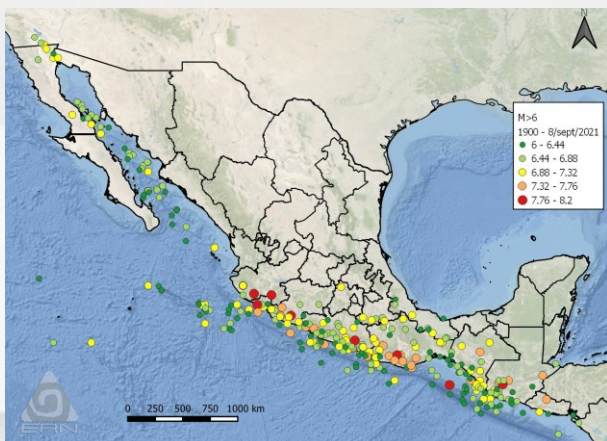 N
M>6
1900 - 8/sept/2021
6 - 6.44
6.44 - 6.88
6.88 - 7.32
7.32 - 7.76
7.76 - 8.2
ERN
0 250 500 750 1000 km